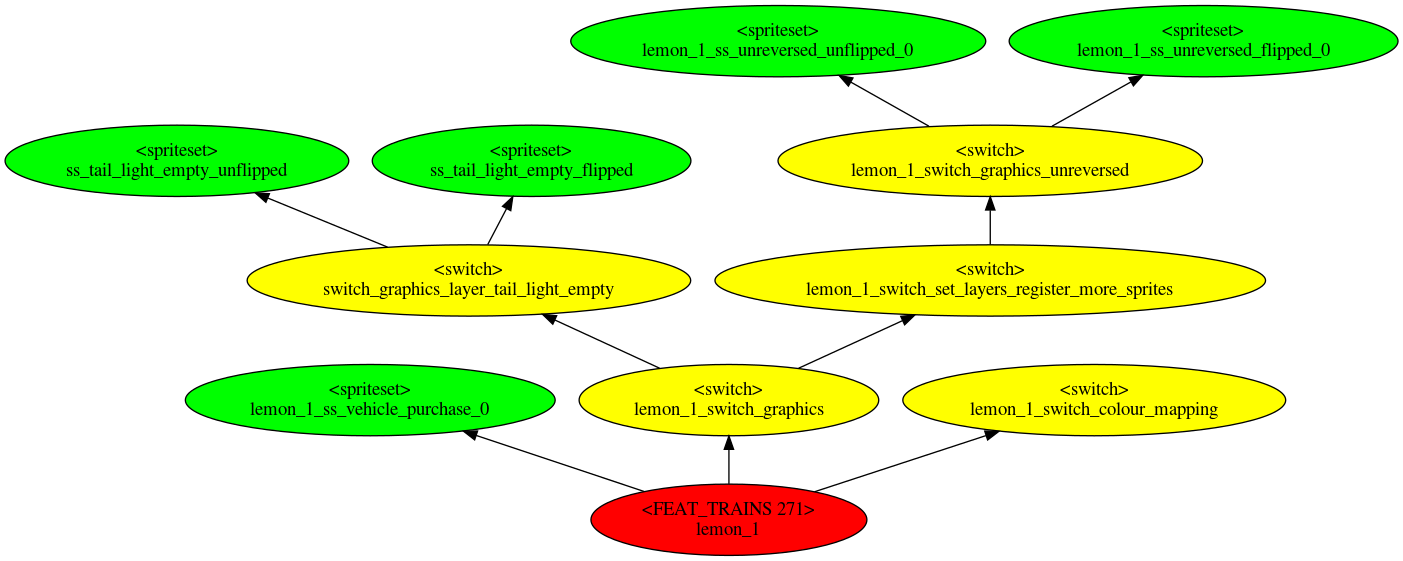 <spriteset>
lemon_1_ss_unreversed_unflipped_0
<spriteset>
lemon_1_ss_unreversed_flipped_0
<spriteset>
ss_tail_light_empty_unflipped
<spriteset>
ss_tail_light_empty_flipped
<switch>
lemon_1_switch_graphics_unreversed
<switch>
switch_graphics_layer_tail_light_empty
<switch>
lemon_1_switch_set_layers_register_more_sprites
<spriteset>
lemon_1_ss_vehicle_purchase_0
<switch>
lemon_1_switch_graphics
<switch>
lemon_1_switch_colour_mapping
<FEAT_TRAINS 271>
lemon_1